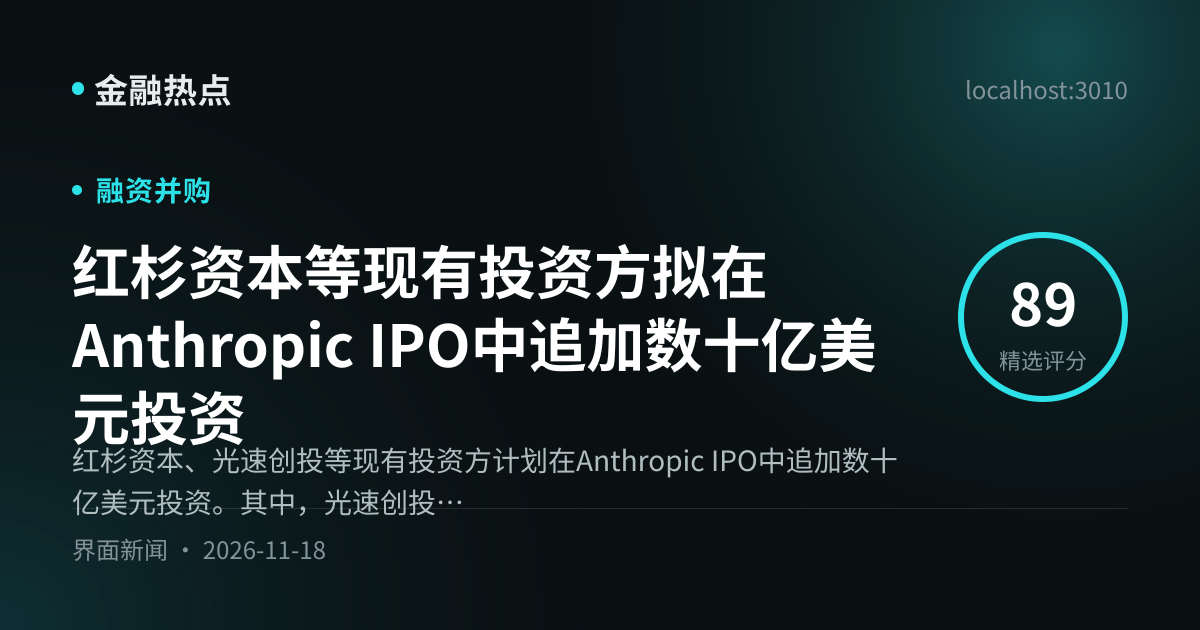 金融热点
localhost:3010
融资并购
红杉资本等现有投资方拟在
Anthropic IPO中追加数十亿美
元投资
89
精选评分
红杉资本、光速创投等现有投资方计划在Anthropic IPO中追加数十
亿美元投资。其中，光速创投…
界面新闻 · 2026-11-18